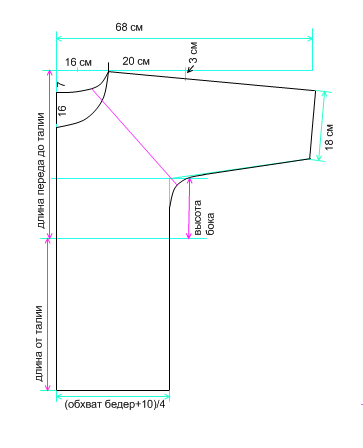 68 см
16 см
20 см
3 см
7
16
18 см
длина переда до талии
высота
бока
длина от талии
(обхват бедер+10)/4